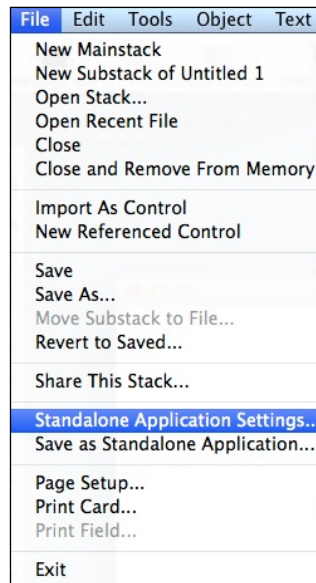 File Edit Tools Object Text
New Mainstack
New Substack of Untitled 1
Open Stack...
Open Recent File
Close
Close and Remove From Memory
Import As Control
New Referenced Control
Save
Save As...
Move Substack to File...
Revert to Saved...
Share This Stack...
Standalone Application Settings...
Save as Standalone Application...
Page Setup...
Print Card...
Print Field...
Exit